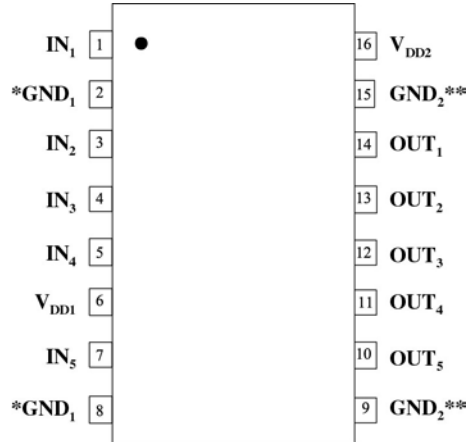 IN1 1 16 VDD2
*GND1 2 15 GND2**
IN2 3 14 OUT1
IN3 4 13 OUT2
IN4 5 12 OUT3
VDD1 6 11 OUT4
IN5 7 10 OUT5
*GND1 8 9 GND2**